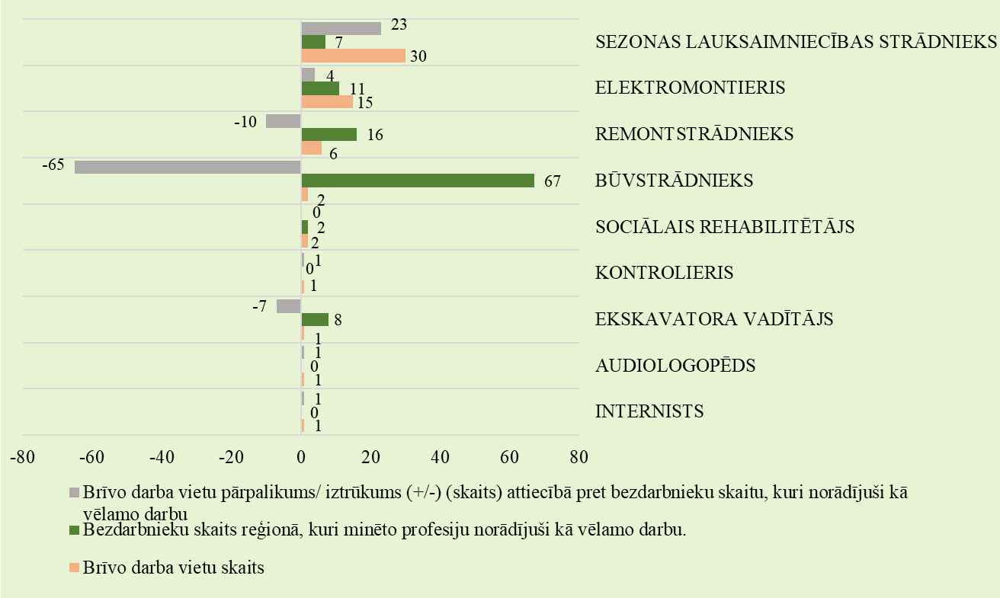 23
7
30
SEZONAS LAUKSAIMNIECĪBAS STRĀDNIEKS
4
11
15
ELEKTROMONTIERIS
-10
16
6
REMONTSTRĀDNIEKS
-65
67
2
BŪVSTRĀDNIEKS
0
2
2
SOCIĀLAIS REHABILITĒTĀJS
1
0
1
KONTROLIERIS
-7
8
1
EKSKAVATORA VADĪTĀJS
1
0
1
AUDIOLOGOPĒDS
1
0
1
INTERNISTS
-80 -60 -40 -20 0 20 40 60 80
Brīvo darba vietu pārpalikums/ iztrūkums (+/-) (skaits) attiecībā pret bezdarbnieku skaitu, kuri norādījuši kā
vēlamo darbu
Bezdarbnieku skaits reģionā, kuri minēto profesiju norādījuši kā vēlamo darbu.
Brīvo darba vietu skaits